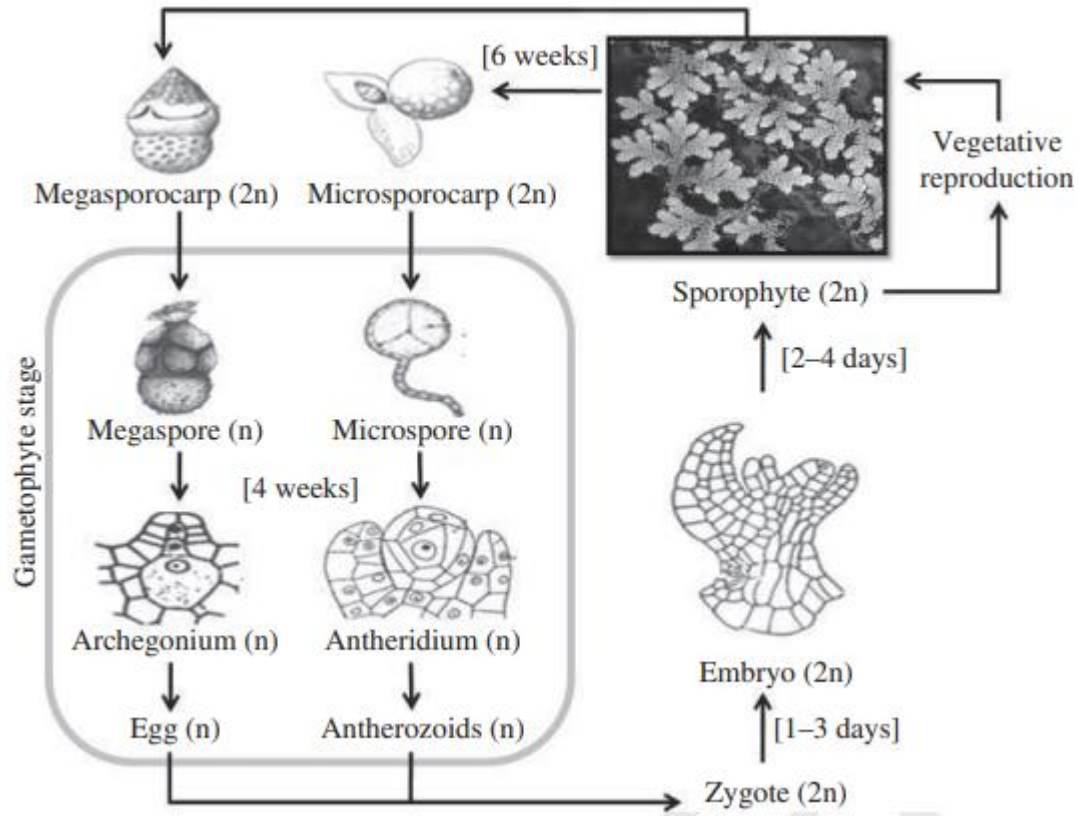 [6 weeks]
Megasporocarp (2n)
Microsporocarp (2n)
Vegetative
reproduction
Sporophyte (2n)
Gametophyte stage
Megaspore (n)
Microspore (n)
[4 weeks]
[2–4 days]
Archegonium (n)
Antheridium (n)
Embryo (2n)
Egg (n)
Antherozoids (n)
[1–3 days]
Zygote (2n)